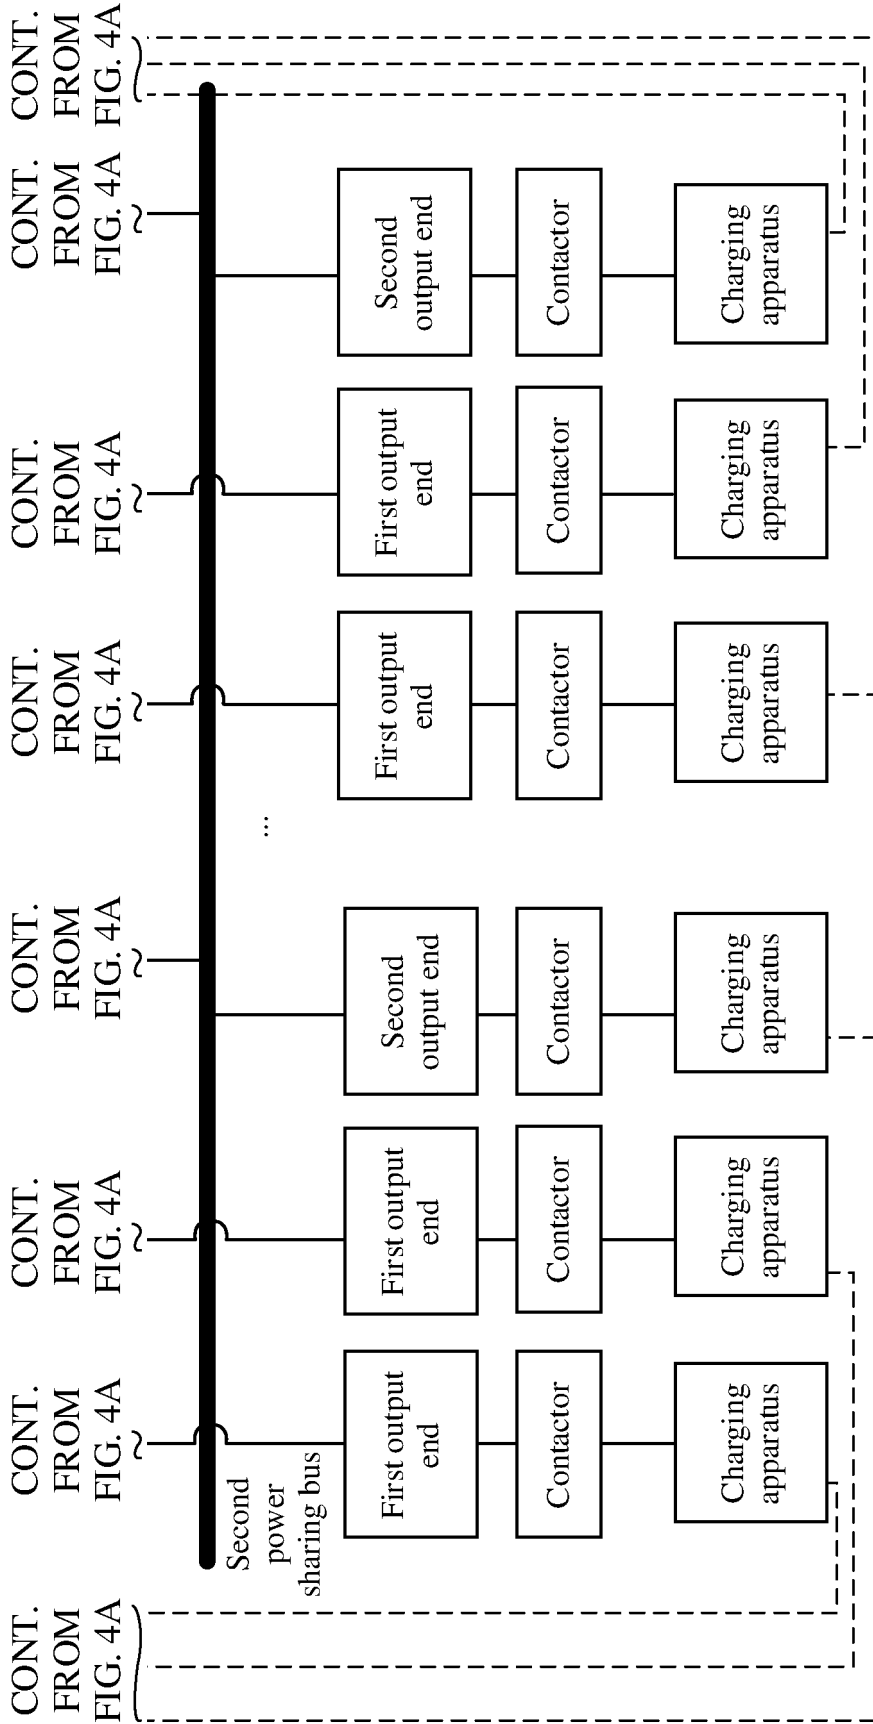 CONT.
FROM
FIG. 4A
CONT.
FROM
FIG. 4A
CONT.
FROM
FIG. 4A
CONT.
FROM
FIG. 4A
CONT.
FROM
FIG. 4A
CONT.
FROM
FIG. 4A
CONT.
FROM
FIG. 4A
CONT.
FROM
FIG. 4A
Second
power
sharing bus
...
First output
end
First output
end
Second
output end
First output
end
First output
end
Second
output end
Contactor
Contactor
Contactor
Contactor
Contactor
Contactor
Charging
apparatus
Charging
apparatus
Charging
apparatus
Charging
apparatus
Charging
apparatus
Charging
apparatus